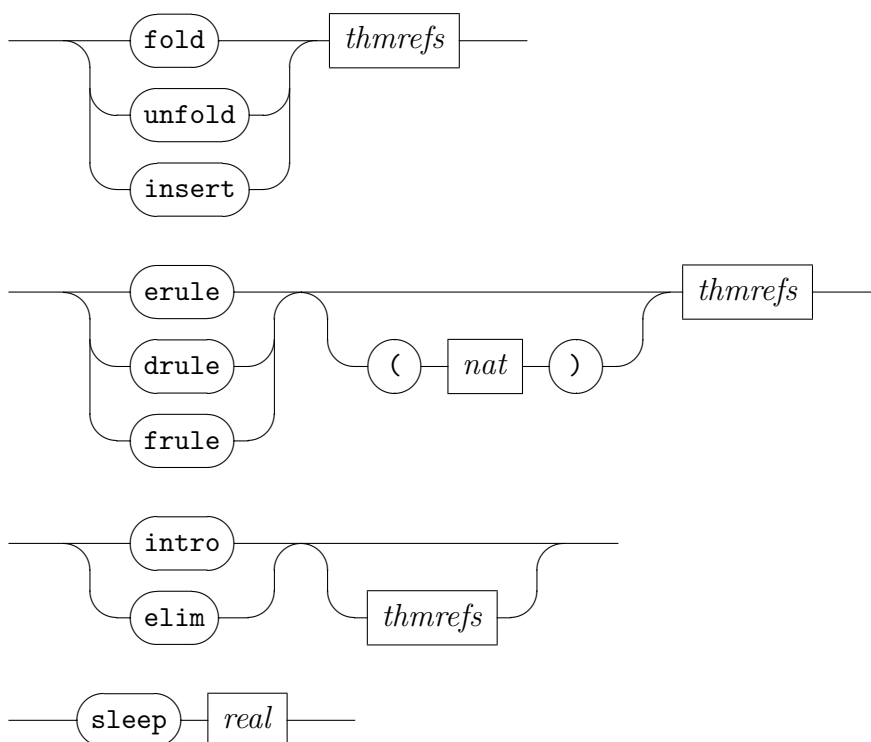 fold thmrefs
unfold
insert
erule thmrefs
drule ( nat )
frule
intro
elim thmrefs
sleep real